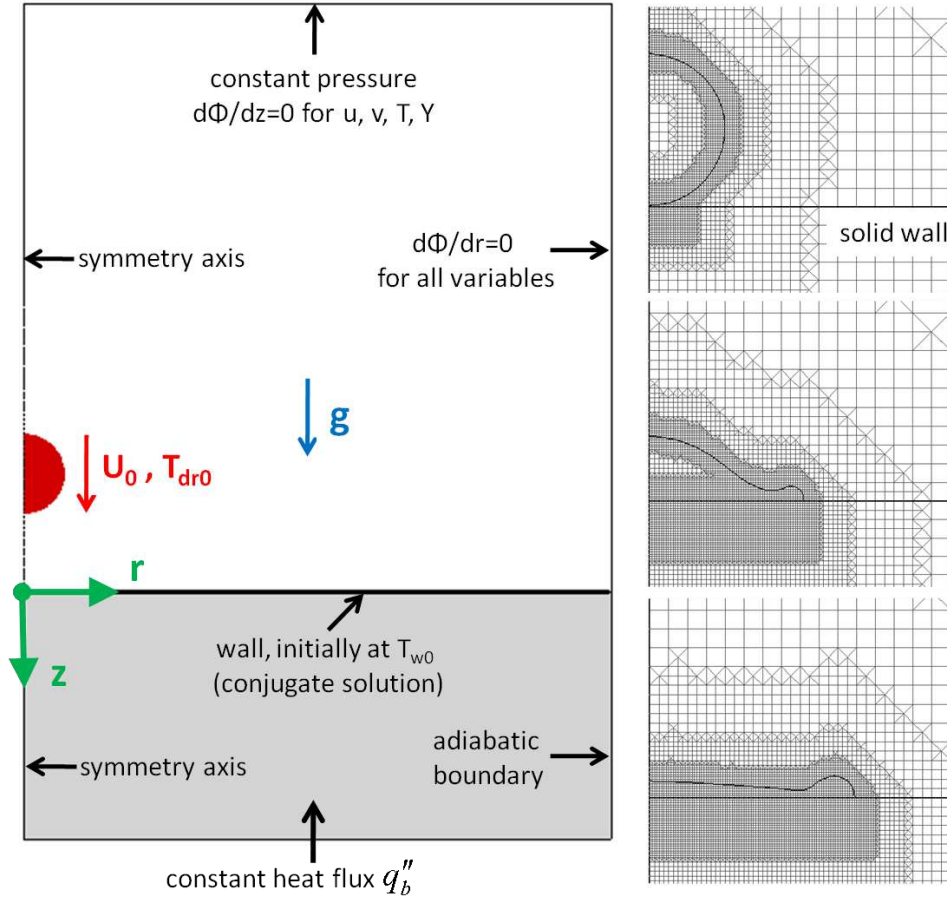 constant pressure
dΦ/dz=0 for u, v, T, Y
symmetry axis
dΦ/dr=0
for all variables
solid wall
g
U0 , Tdr0
r
z
wall, initially at Tw0
(conjugate solution)
symmetry axis
adiabatic
boundary
constant heat flux q''b